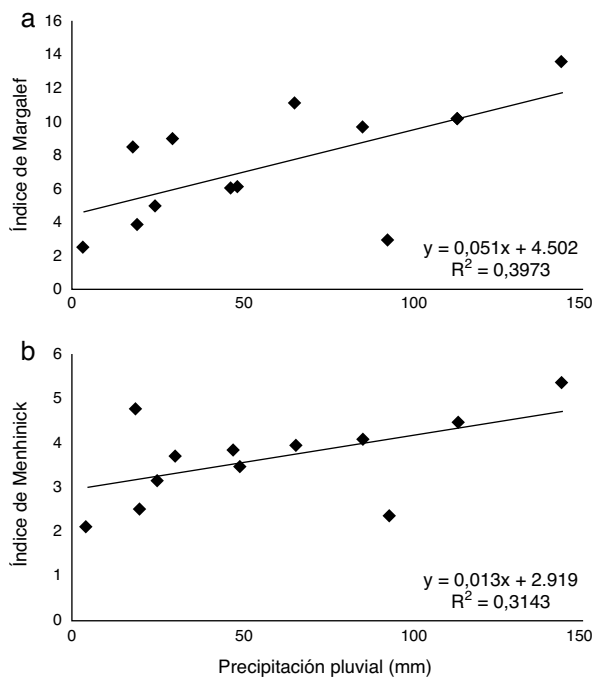 a
16
14
12
10
8
6
4
2
0
Índice de Margalef
y = 0,051x + 4.502
R² = 0,3973
0 50 100 150
b
6
5
4
3
2
1
0
Índice de Menhinick
y = 0,013x + 2.919
R² = 0,3143
0 50 100 150
Precipitación pluvial (mm)